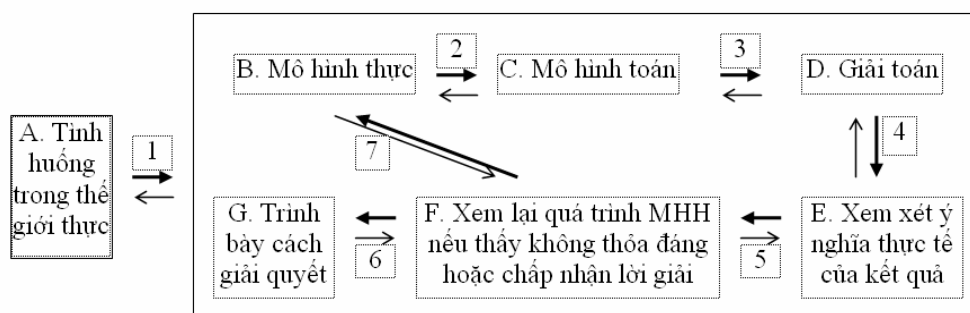 2
3
B. Mô hình thực
C. Mô hình toán
D. Giải toán
A. Tình
huống
trong thế
giới thực
1
7
4
G. Trình
bày cách
giải quyết
6
F. Xem lại quá trình MHH
nếu thấy không thỏa đáng
hoặc chấp nhận lời giải
5
E. Xem xét ý
nghĩa thực tế
của kết quả